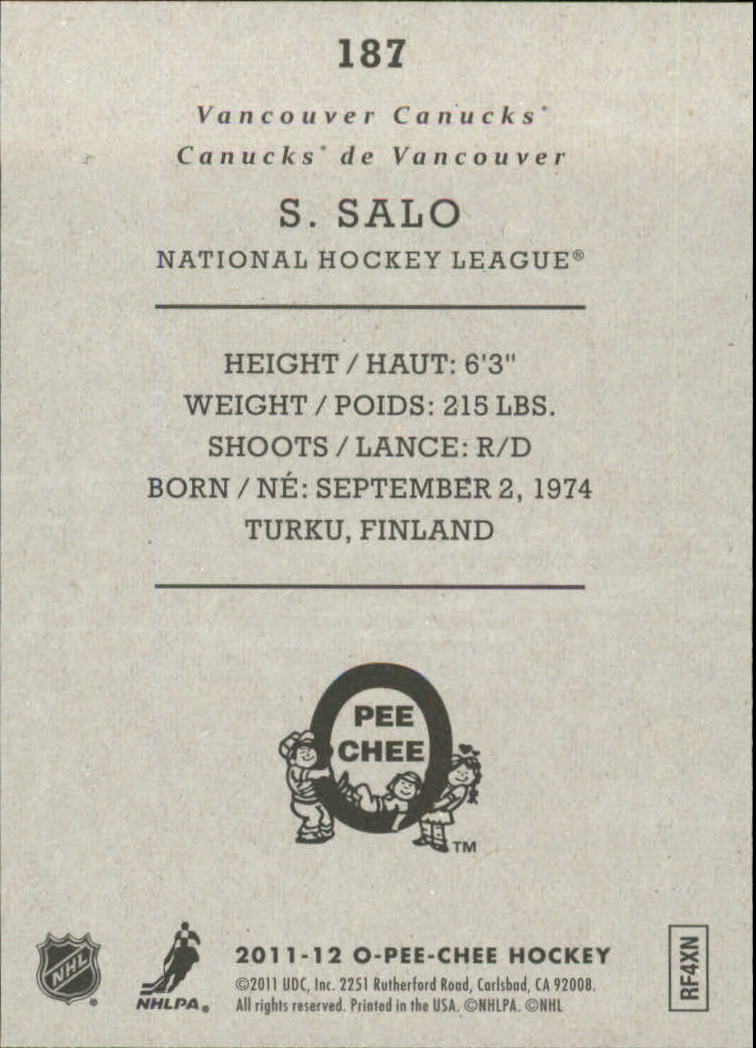 187
Vancouver Canucks®
Canucks® de Vancouver
S. SALO
NATIONAL HOCKEY LEAGUE®
HEIGHT / HAUT: 6'3"
WEIGHT / POIDS: 215 LBS.
SHOOTS / LANCE: R/D
BORN / NÉ: SEPTEMBER 2, 1974
TURKU, FINLAND
O
PEE
CHEE
TM
NHL
®
NHLPA®
2011-12 O-PEE-CHEE HOCKEY
©2011 UDC, Inc. 2251 Rutherford Road, Carlsbad, CA 92008.
All rights reserved. Printed in the USA. ©NHLPA. ©NHL
RF4XN